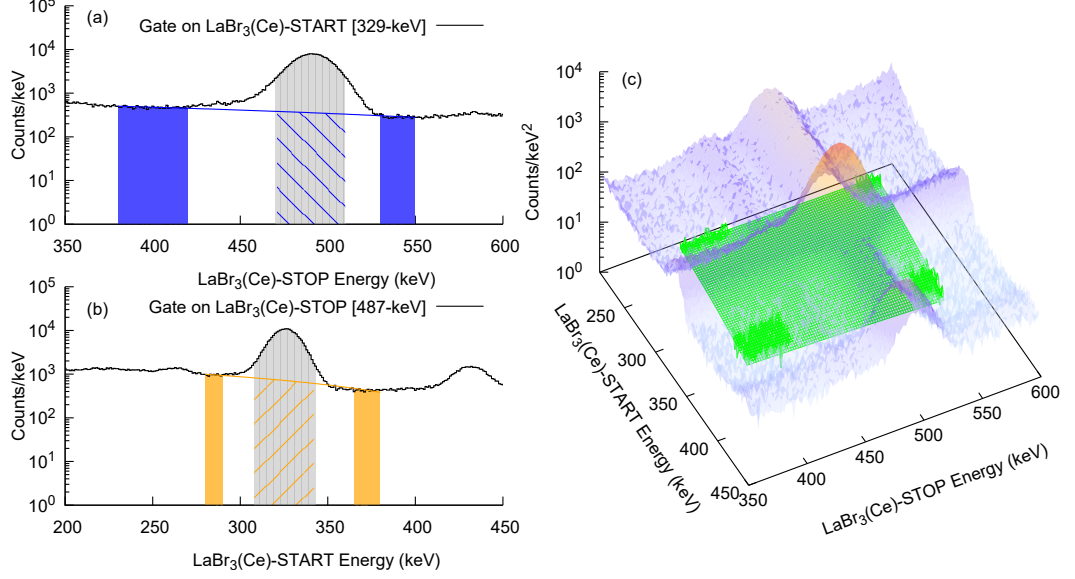 (a)
Gate on LaBr₃(Ce)-START [329-keV]
Counts/keV
10⁵
10⁴
10³
10²
10¹
10⁰
350 400 450 500 550 600
LaBr₃(Ce)-STOP Energy (keV)
(b)
Gate on LaBr₃(Ce)-STOP [487-keV]
Counts/keV
10⁵
10⁴
10³
10²
10¹
10⁰
200 250 300 350 400 450
LaBr₃(Ce)-START Energy (keV)
(c)
Counts/keV²
10⁴
10³
10²
10¹
10⁰
250
300
350
400
450
LaBr₃(Ce)-START Energy (keV)
350
400
450
500
550
600
LaBr₃(Ce)-STOP Energy (keV)